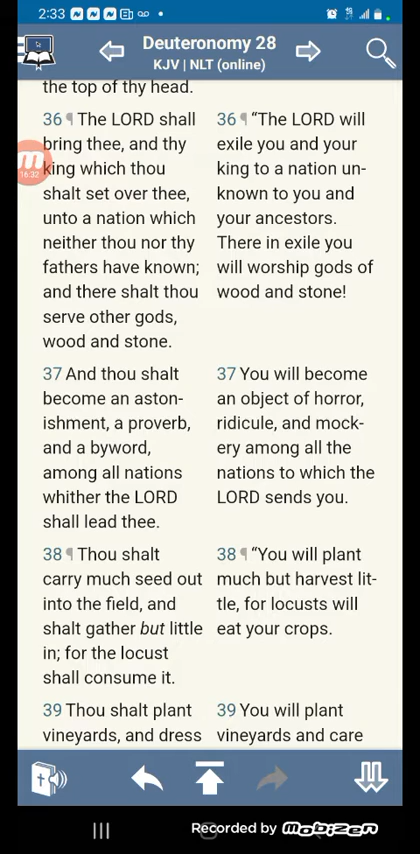 2:33
Deuteronomy 28
KJV | NLT (online)
the top of thy head.
36 ¶ The LORD shall
bring thee, and thy
king which thou
shalt set over thee,
unto a nation which
neither thou nor thy
fathers have known;
and there shalt thou
serve other gods,
wood and stone.
37 And thou shalt
become an aston-
ishment, a proverb,
and a byword,
among all nations
whither the LORD
shall lead thee.
38 ¶ Thou shalt
carry much seed out
into the field, and
shalt gather but little
in; for the locust
shall consume it.
39 Thou shalt plant
vineyards, and dress
36 ¶ “The LORD will
exile you and your
king to a nation un-
known to you and
your ancestors.
There in exile you
will worship gods of
wood and stone!
37 You will become
an object of horror,
ridicule, and mock-
ery among all the
nations to which the
LORD sends you.
38 ¶ “You will plant
much but harvest lit-
tle, for locusts will
eat your crops.
39 You will plant
vineyards and care
16:32
Recorded by Mobizen